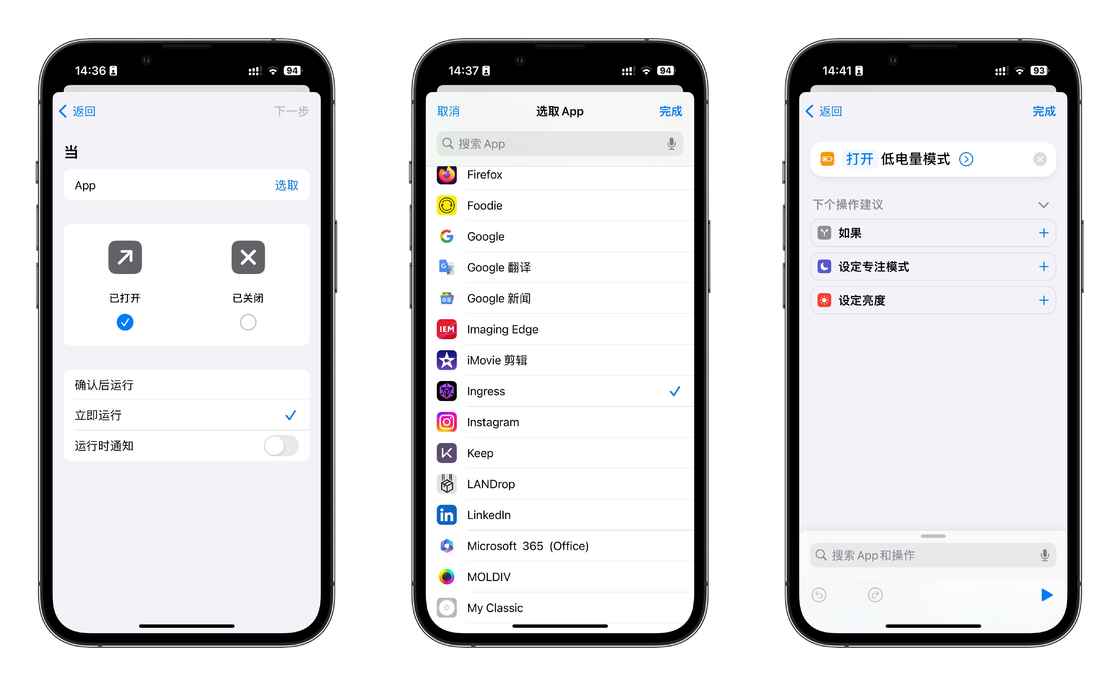 14:36
94
返回
下一步
当
App
选取
已打开
已关闭
确认后运行
立即运行
运行时通知
14:37
94
取消
选取 App
完成
搜索 App
Firefox
Foodie
Google
Google 翻译
Google 新闻
IEM
Imaging Edge
iMovie 剪辑
Ingress
Instagram
Keep
LANDrop
in
LinkedIn
Microsoft 365 (Office)
MOLDIV
My Classic
14:41
93
返回
完成
打开 低电量模式
下个操作建议
如果
设定专注模式
设定亮度
搜索 App和操作